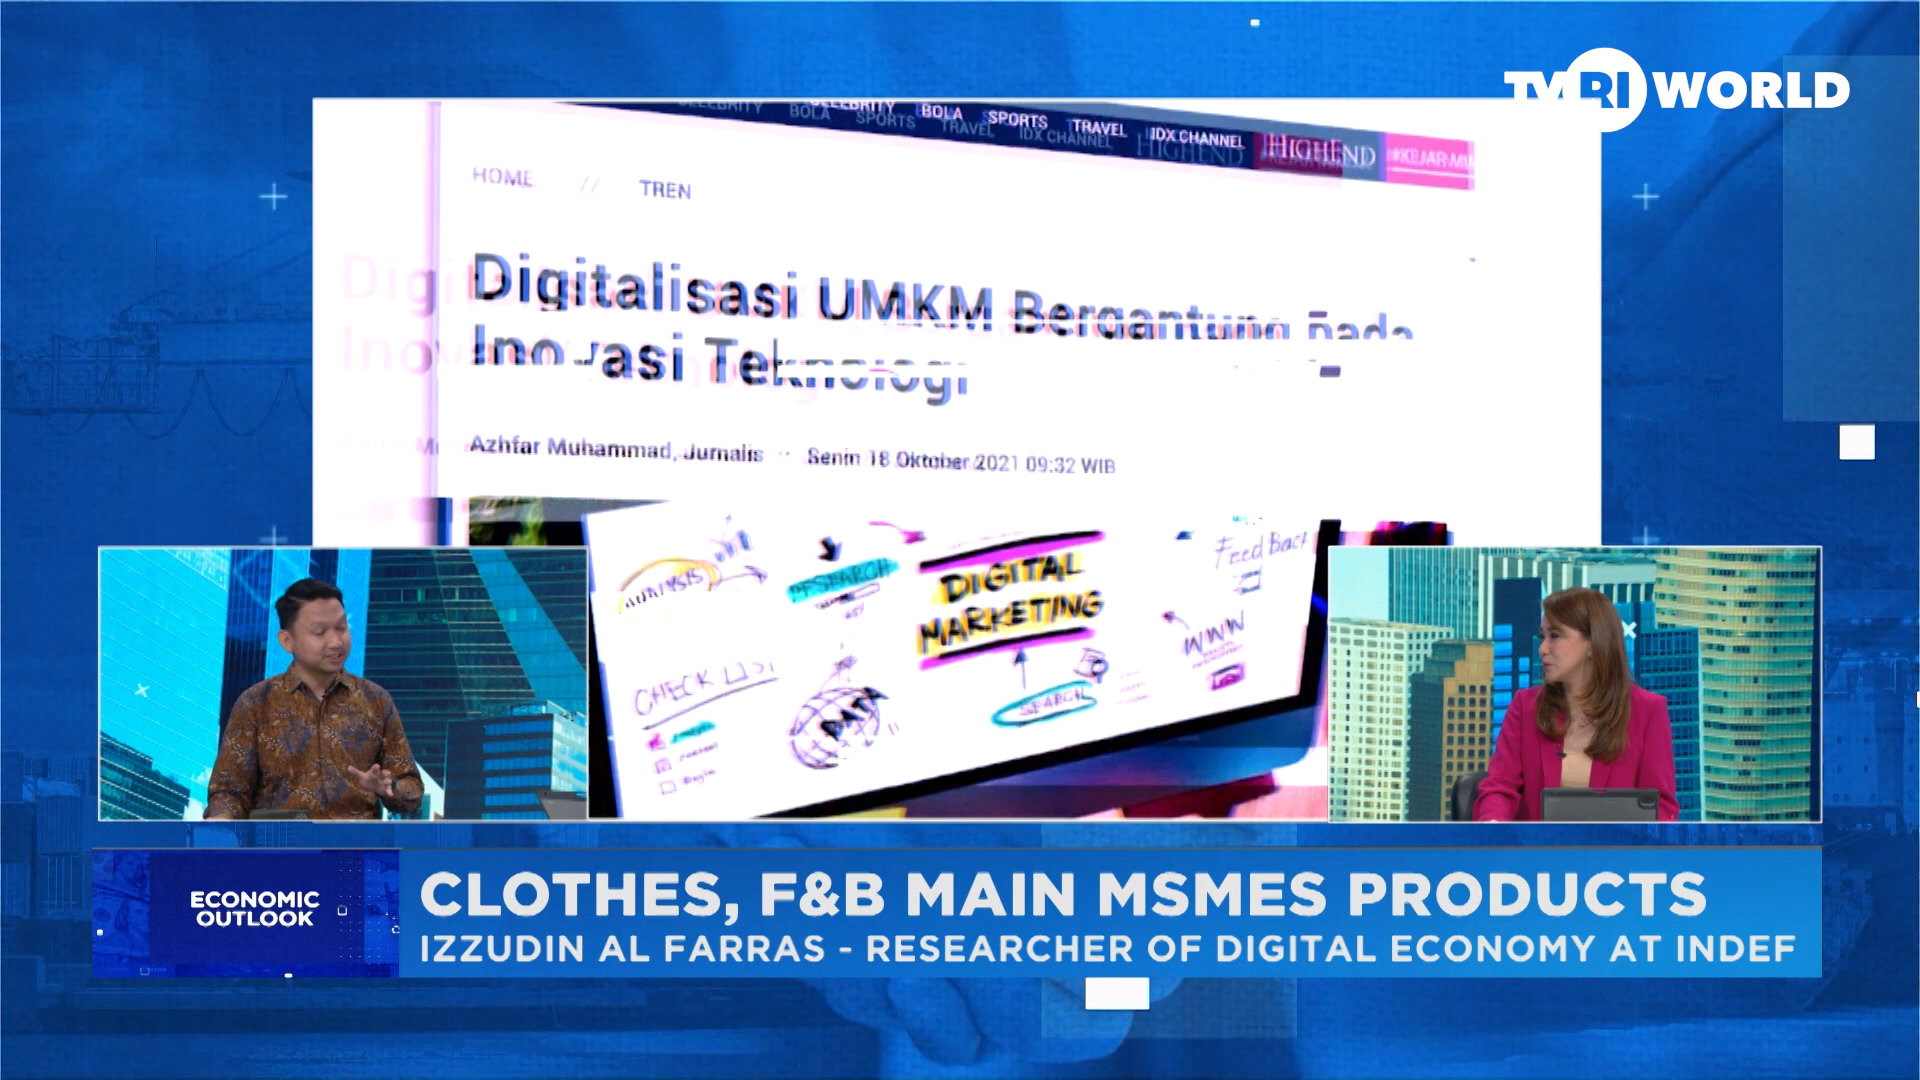 TVRI WORLD
CELEBRITY BOLA SPORTS TRAVEL IDX CHANNEL HIGHEND
HOME // TREN
Digitalisasi UMKM Bergantung pada
Inovasi Teknologi
Azhfar Muhammad, Jurnalis Senin 18 Oktober 2021 09:32 WIB
ANALYSIS
RESEARCH
DIGITAL
MARKETING
Feed Back
WWW
CHECK LIST
DATA
SEARCH
ECONOMIC
OUTLOOK
CLOTHES, F&B MAIN MSMES PRODUCTS
IZZUDIN AL FARRAS - RESEARCHER OF DIGITAL ECONOMY AT INDEF